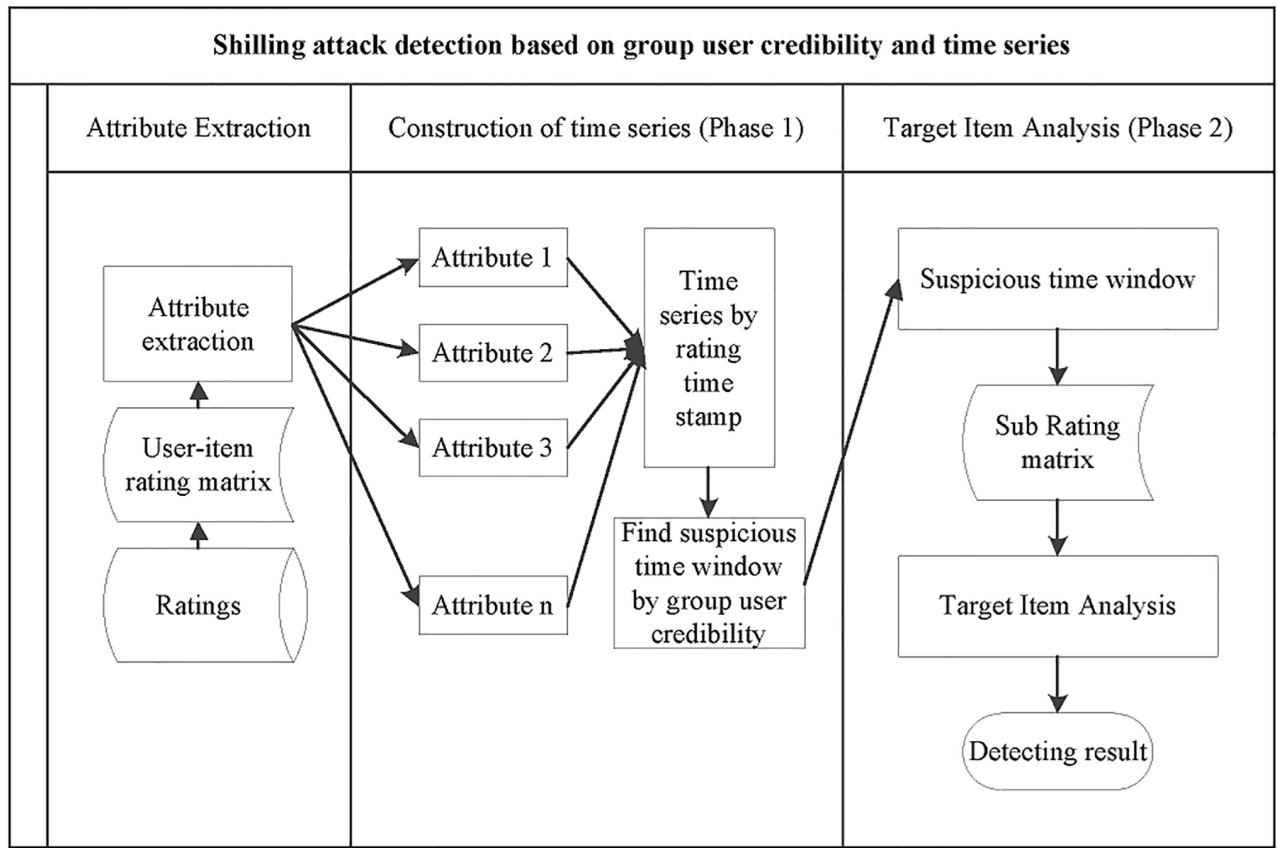 Shilling attack detection based on group user credibility and time series
Attribute Extraction
Construction of time series (Phase 1)
Target Item Analysis (Phase 2)
Attribute
extraction
User-item
rating matrix
Ratings
Attribute 1
Attribute 2
Attribute 3
Attribute n
Time
series by
rating
time
stamp
Find suspicious
time window
by group user
credibility
Suspicious time window
Sub Rating
matrix
Target Item Analysis
Detecting result